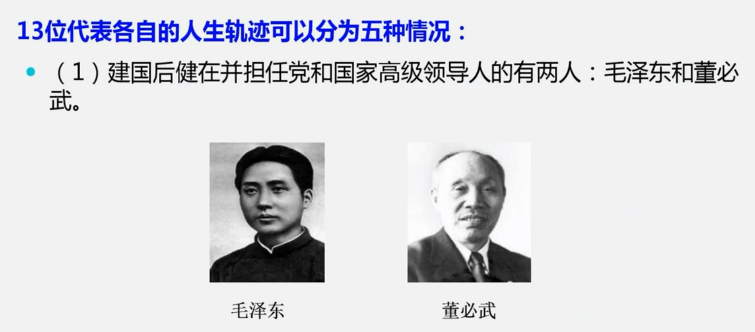 13位代表各自的人生轨迹可以分为五种情况：
（1）建国后健在并担任党和国家高级领导人的有两人：毛泽东和董必
武。
毛泽东
董必武